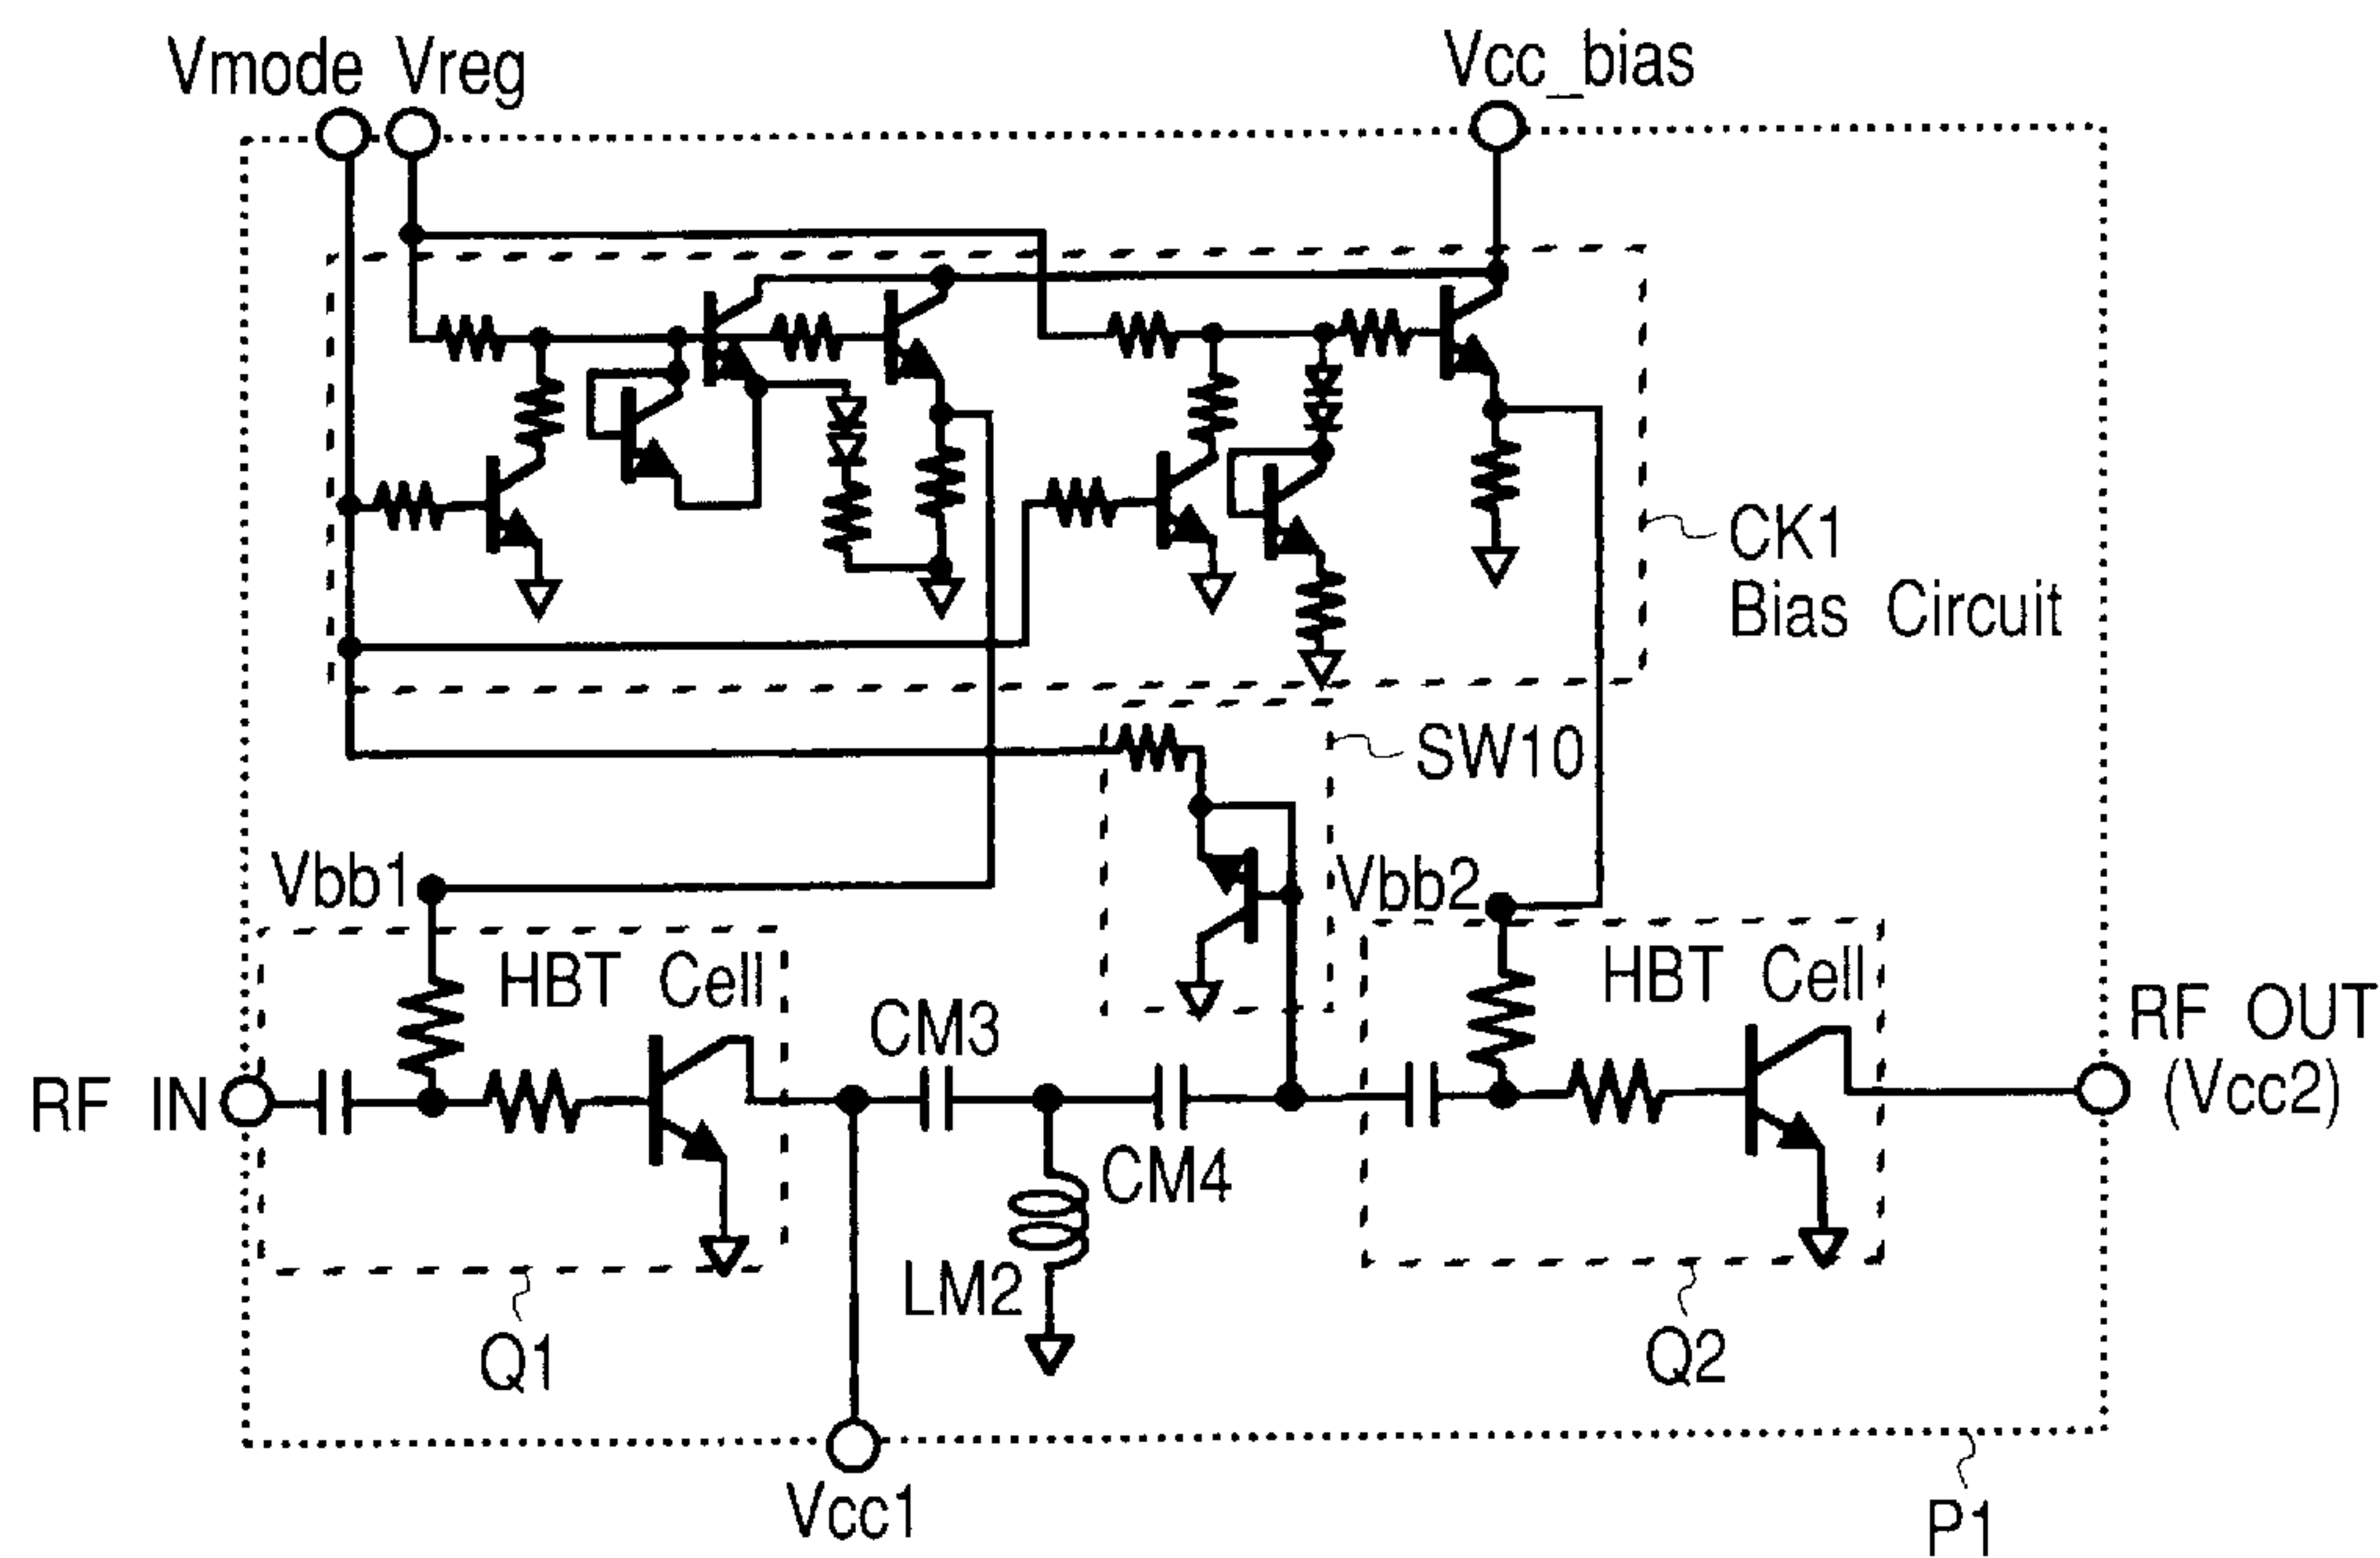 Vmode Vreg
Vcc_bias
CK1
Bias Circuit
SW10
Vbb1
Vbb2
HBT Cell
HBT Cell
RF IN
CM3
CM4
LM2
RF OUT
(Vcc2)
Q1
Q2
Vcc1
P1